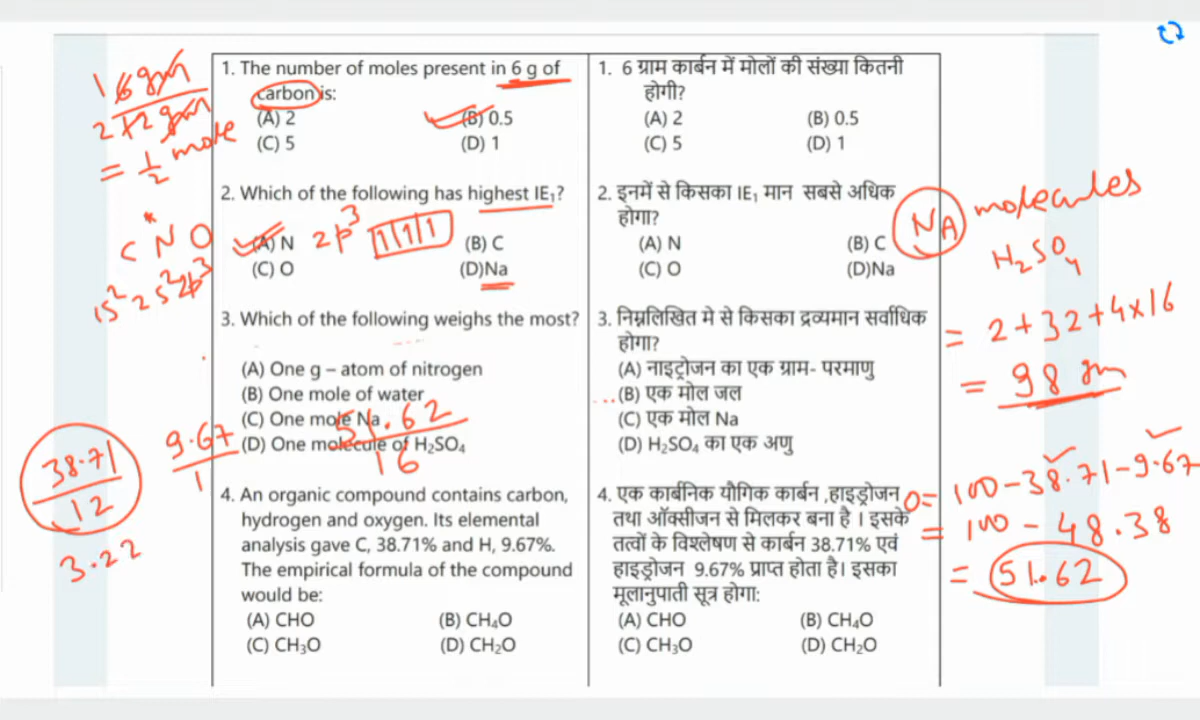 1. The number of moles present in 6 g of
carbon is:
(A) 2 (B) 0.5
(C) 5 (D) 1
2. Which of the following has highest IE₁?
(A) N (B) C
(C) O (D)Na
3. Which of the following weighs the most?
(A) One g – atom of nitrogen
(B) One mole of water
(C) One mole Na
(D) One molecule of H₂SO₄
4. An organic compound contains carbon,
hydrogen and oxygen. Its elemental
analysis gave C, 38.71% and H, 9.67%.
The empirical formula of the compound
would be:
(A) CHO (B) CH₄O
(C) CH₃O (D) CH₂O
1. 6 ग्राम कार्बन में मोलों की संख्या कितनी
होगी?
(A) 2 (B) 0.5
(C) 5 (D) 1
2. इनमें से किसका IE₁ मान सबसे अधिक
होगा?
(A) N (B) C
(C) O (D)Na
3. निम्नलिखित मे से किसका द्रव्यमान सर्वाधिक
होगा?
(A) नाइट्रोजन का एक ग्राम- परमाणु
(B) एक मोल जल
(C) एक मोल Na
(D) H₂SO₄ का एक अणु
4. एक कार्बनिक यौगिक कार्बन ,हाइड्रोजन
तथा ऑक्सीजन से मिलकर बना है । इसके
तत्वों के विश्लेषण से कार्बन 38.71% एवं
हाइड्रोजन 9.67% प्राप्त होता है। इसका
मूलानुपाती सूत्र होगा:
(A) CHO (B) CH₄O
(C) CH₃O (D) CH₂O
= 1/2 mole
C N O
1s² 2s² 2p³
2p³
1 1 1
38.71
12
3.22
9.67
1
51.62
16
NA molecules
H₂SO₄
= 2+32+4×16
= 98 gm
O= 100-38.71-9.67
= 100 - 48.38
= 51.62